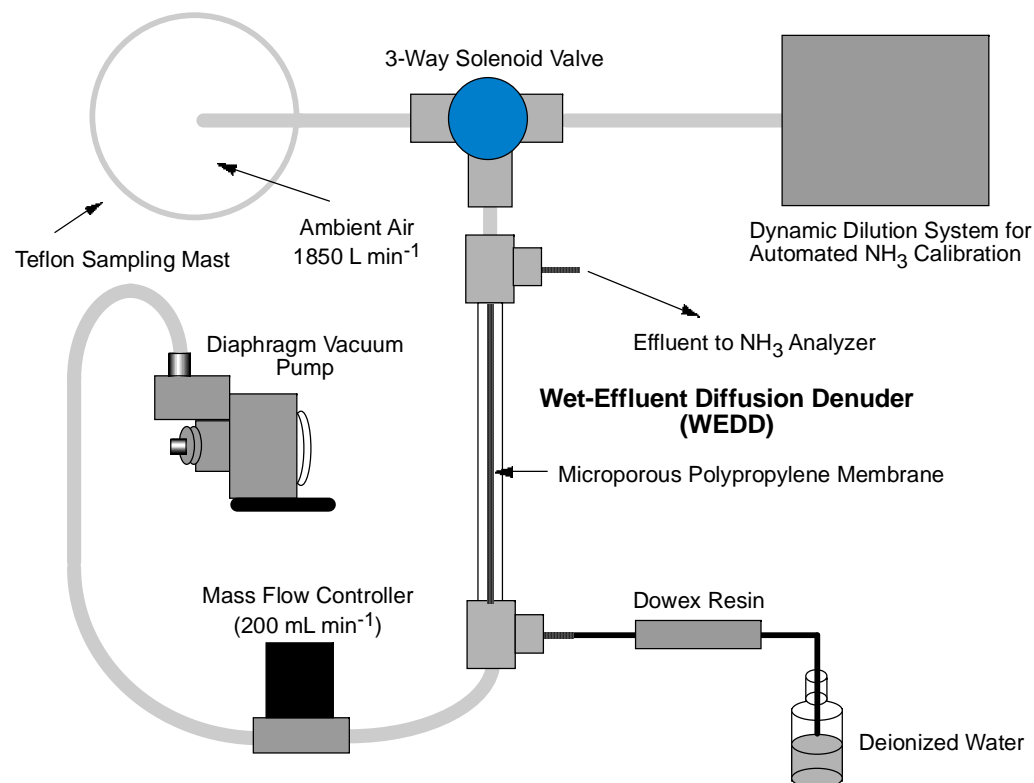 3-Way Solenoid Valve
Ambient Air
1850 L min⁻¹
Teflon Sampling Mast
Dynamic Dilution System for
Automated NH₃ Calibration
Effluent to NH₃ Analyzer
Diaphragm Vacuum
Pump
Wet-Effluent Diffusion Denuder
(WEDD)
Microporous Polypropylene Membrane
Mass Flow Controller
(200 mL min⁻¹)
Dowex Resin
Deionized Water